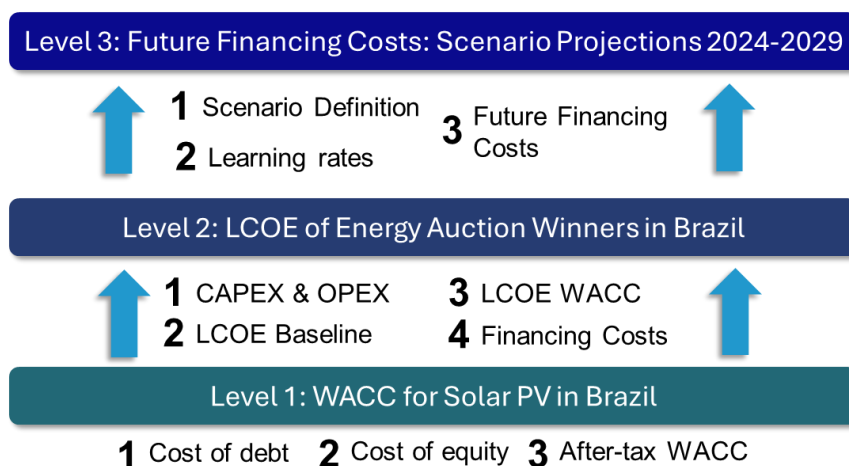 Level 3: Future Financing Costs: Scenario Projections 2024-2029
1 Scenario Definition
2 Learning rates
3 Future Financing
Costs
Level 2: LCOE of Energy Auction Winners in Brazil
1 CAPEX & OPEX
2 LCOE Baseline
3 LCOE WACC
4 Financing Costs
Level 1: WACC for Solar PV in Brazil
1 Cost of debt 2 Cost of equity 3 After-tax WACC